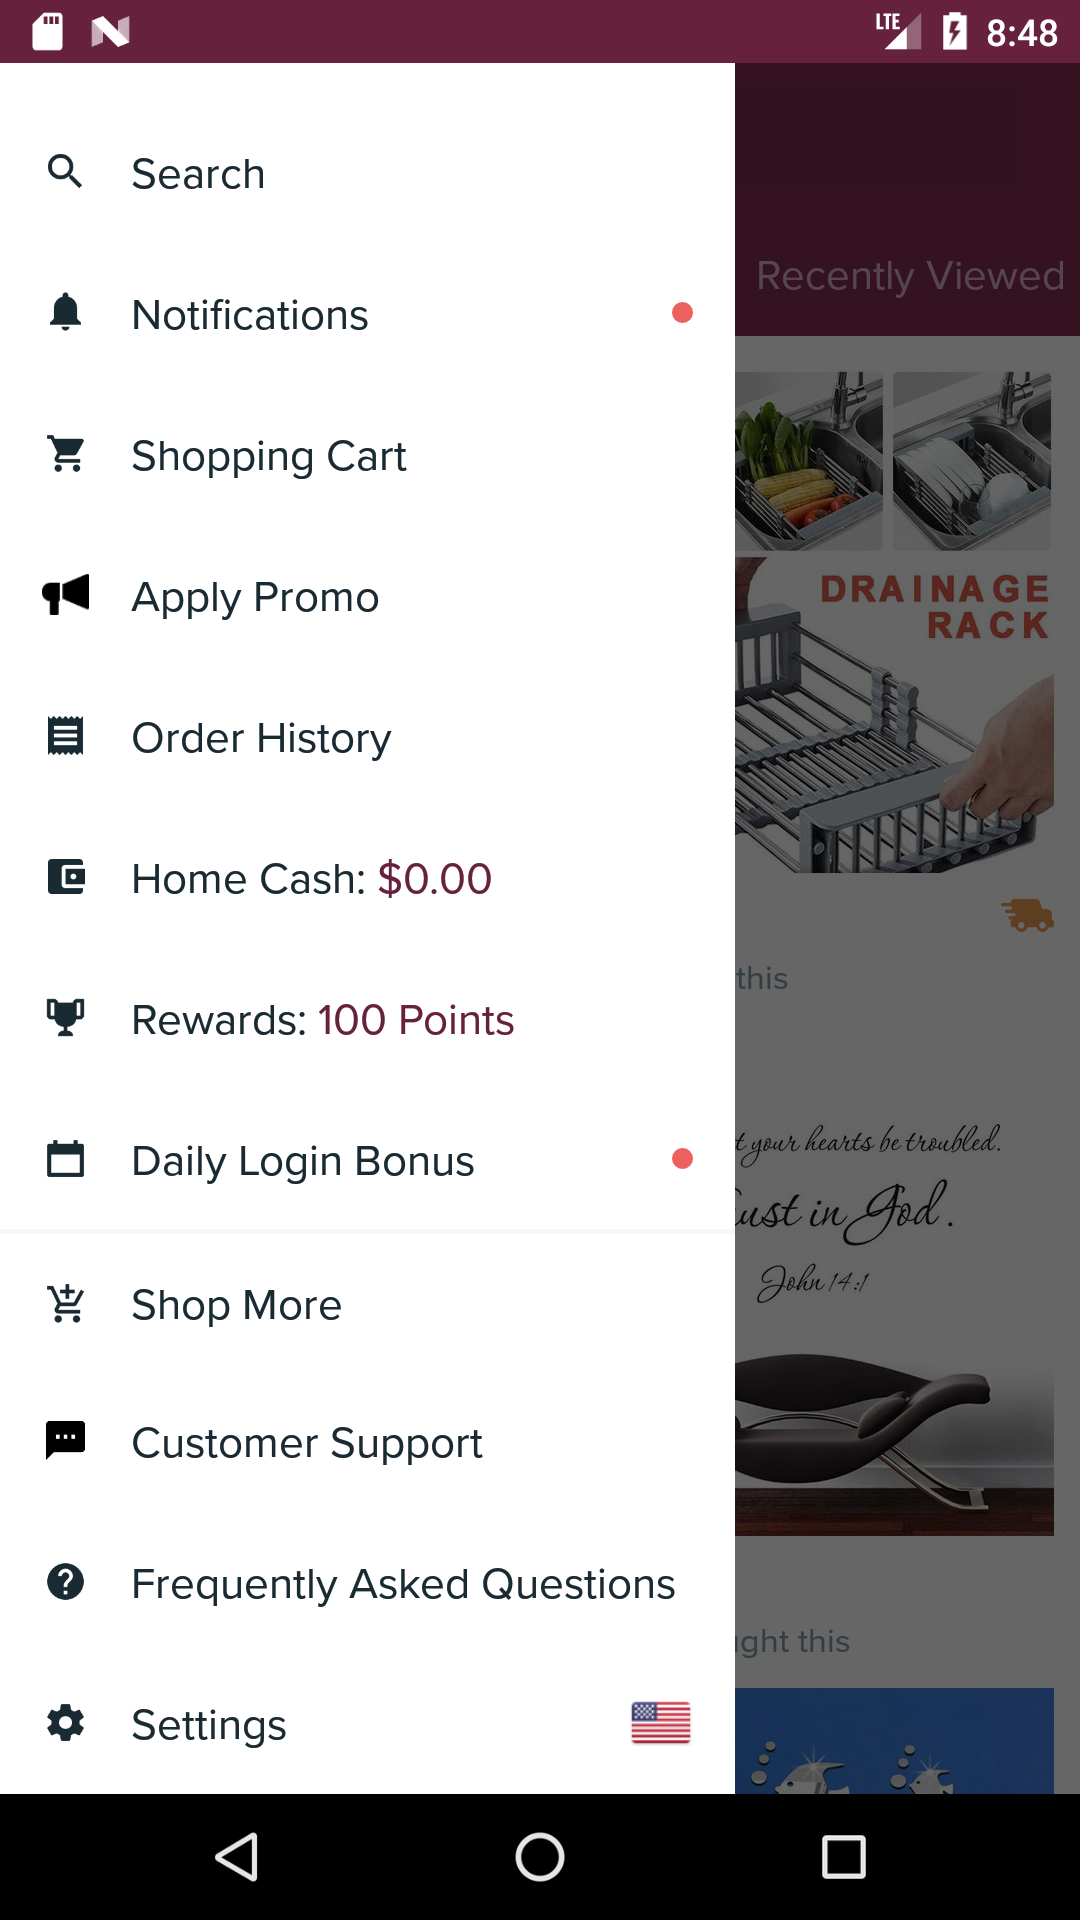 LTE 8:48
Search
Recently Viewed
Notifications
Shopping Cart
Apply Promo
DRAINAGE
RACK
Order History
Home Cash: $0.00
this
Rewards: 100 Points
your hearts be troubled.
Daily Login Bonus
in God.
John 14:1
Shop More
Customer Support
Frequently Asked Questions
this
Settings